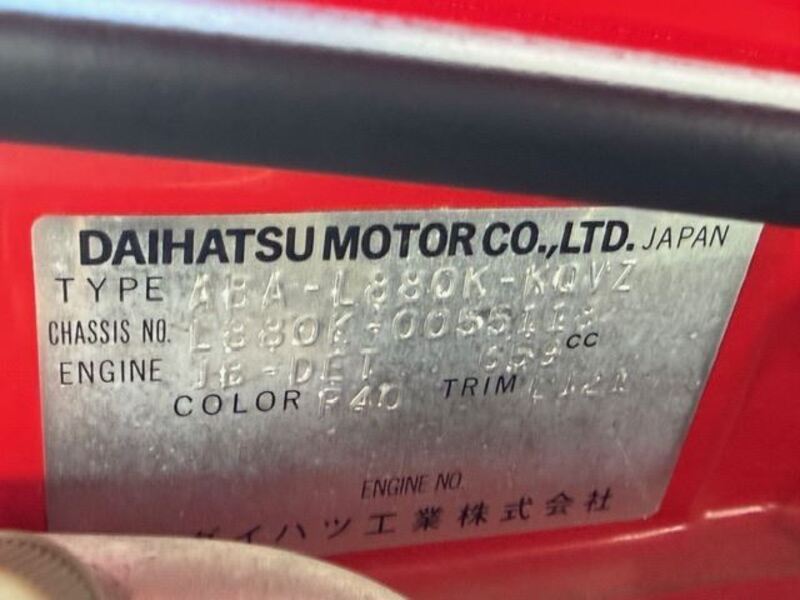 DAIHATSU MOTOR CO., LTD. JAPAN
TYPE ABA-L880K-KQVZ
CHASSIS NO.
ENGINE JB-DET 659 CC
COLOR R40 TRIM
ENGINE NO.
ダイハツ工業株式会社